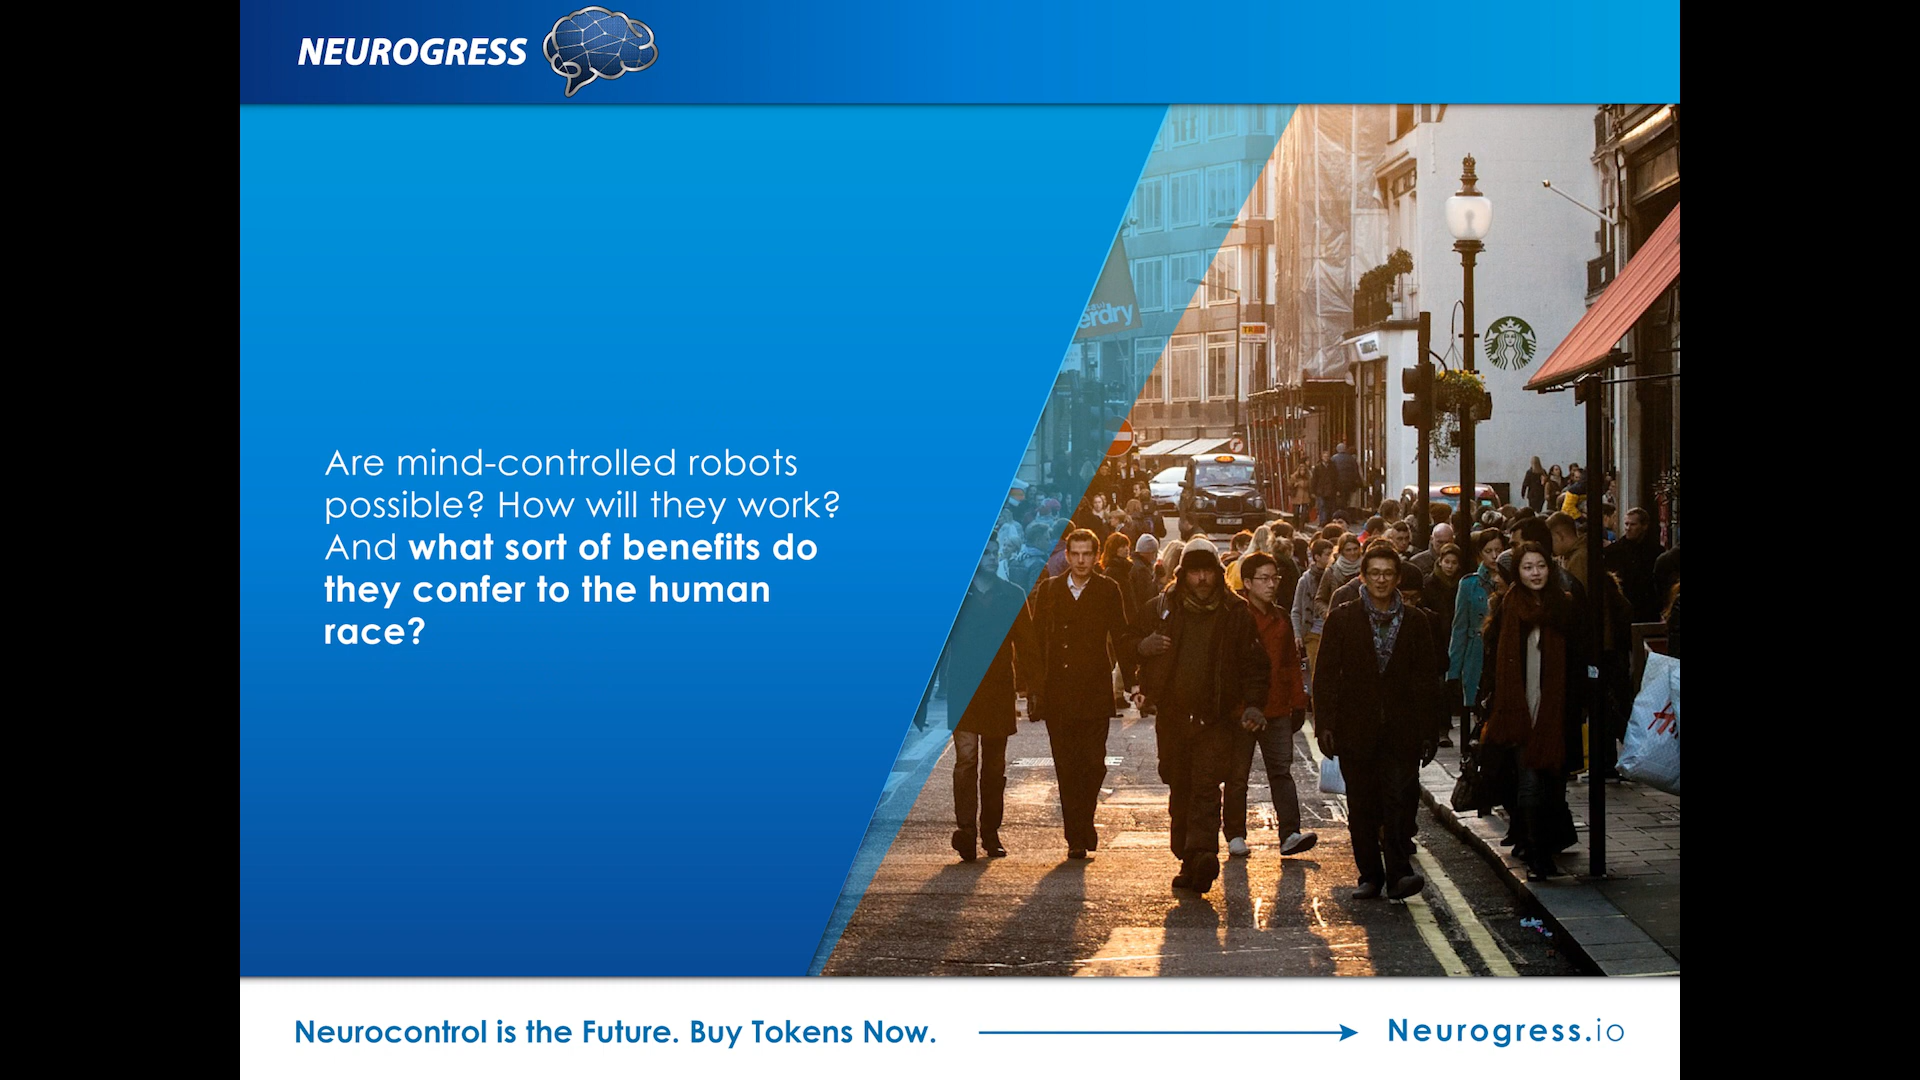 NEUROGRESS
erdry
Are mind-controlled robots
possible? How will they work?
And what sort of benefits do
they confer to the human
race?
Neurocontrol is the Future. Buy Tokens Now.
Neurogress.io